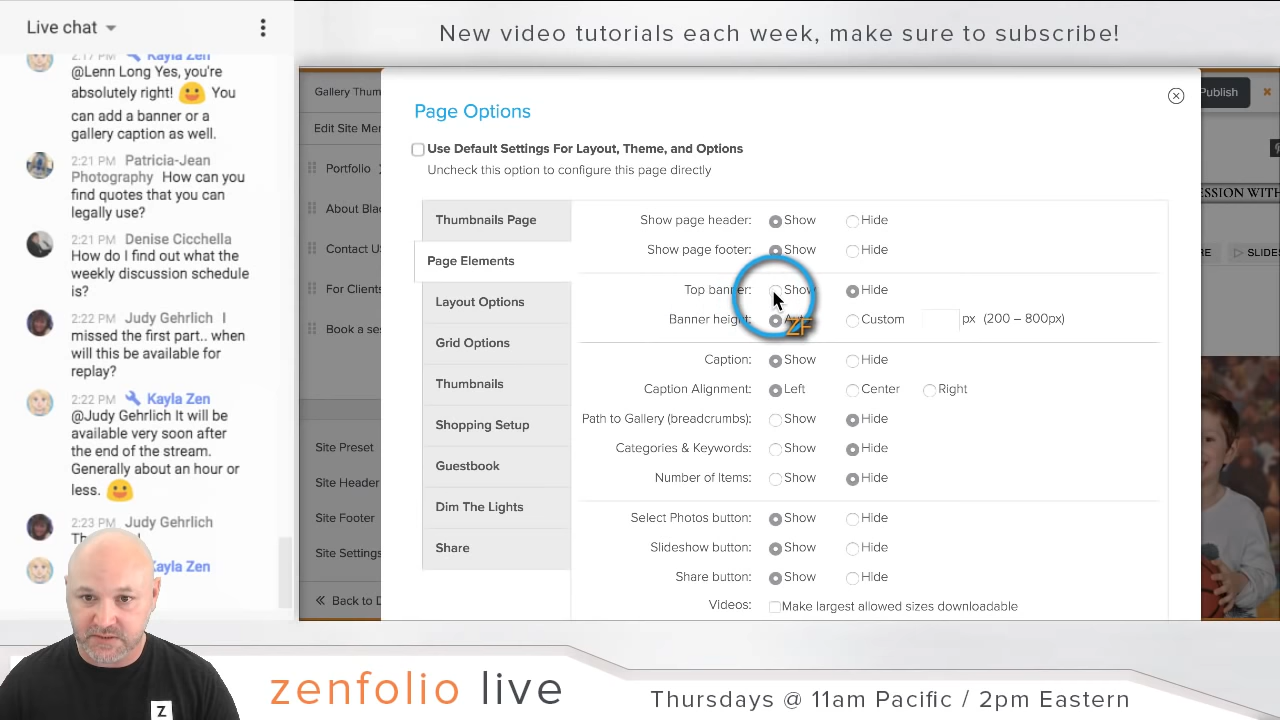 Live chat
2:17 PM Kayla Zen
@Lenn Long Yes, you're
absolutely right! You
can add a banner or a
gallery caption as well.
2:21 PM Patricia-Jean
Photography How can you
find quotes that you can
legally use?
2:21 PM Denise Cicchella
How do I find out what the
weekly discussion schedule
is?
2:22 PM Judy Gehrlich I
missed the first part.. when
will this be available for
replay?
2:22 PM Kayla Zen
@Judy Gehrlich It will be
available very soon after
the end of the stream.
Generally about an hour or
less.
2:23 PM Judy Gehrlich
Kayla Zen
New video tutorials each week, make sure to subscribe!
Gallery Thum
Edit Site Men
Portfolio
About Blac
Contact Us
For Clients
Book a ses
Site Preset
Site Header
Site Footer
Site Settings
Back to D
Page Options
Use Default Settings For Layout, Theme, and Options
Uncheck this option to configure this page directly
Thumbnails Page
Page Elements
Layout Options
Grid Options
Thumbnails
Shopping Setup
Guestbook
Dim The Lights
Share
Show page header: Show Hide
Show page footer: Show Hide
Top banner: Show Hide
Banner height: Custom px (200 – 800px)
ZF
Caption: Show Hide
Caption Alignment: Left Center Right
Path to Gallery (breadcrumbs): Show Hide
Categories & Keywords: Show Hide
Number of Items: Show Hide
Select Photos button: Show Hide
Slideshow button: Show Hide
Share button: Show Hide
Videos: Make largest allowed sizes downloadable
Publish
ESSION WITH
RE SLIDES
Z
zenfolio live
Thursdays @ 11am Pacific / 2pm Eastern